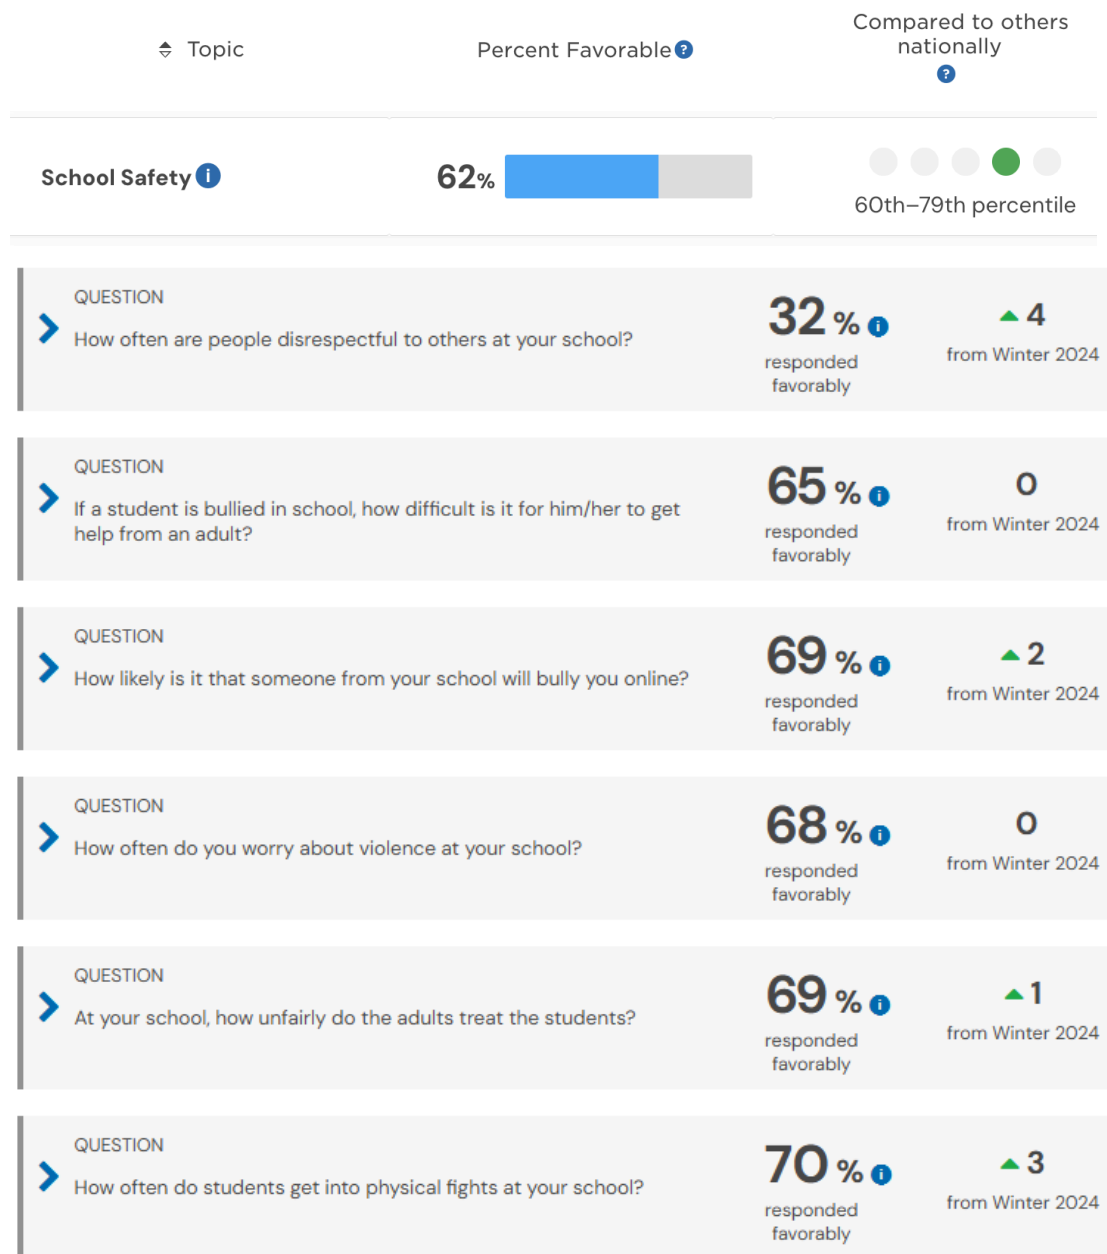 Topic
Percent Favorable ?
Compared to others
nationally
?
School Safety i
62%
60th–79th percentile
QUESTION
How often are people disrespectful to others at your school?
32 % i
responded
favorably
4
from Winter 2024
QUESTION
If a student is bullied in school, how difficult is it for him/her to get
help from an adult?
65 % i
responded
favorably
0
from Winter 2024
QUESTION
How likely is it that someone from your school will bully you online?
69 % i
responded
favorably
2
from Winter 2024
QUESTION
How often do you worry about violence at your school?
68 % i
responded
favorably
0
from Winter 2024
QUESTION
At your school, how unfairly do the adults treat the students?
69 % i
responded
favorably
1
from Winter 2024
QUESTION
How often do students get into physical fights at your school?
70 % i
responded
favorably
3
from Winter 2024